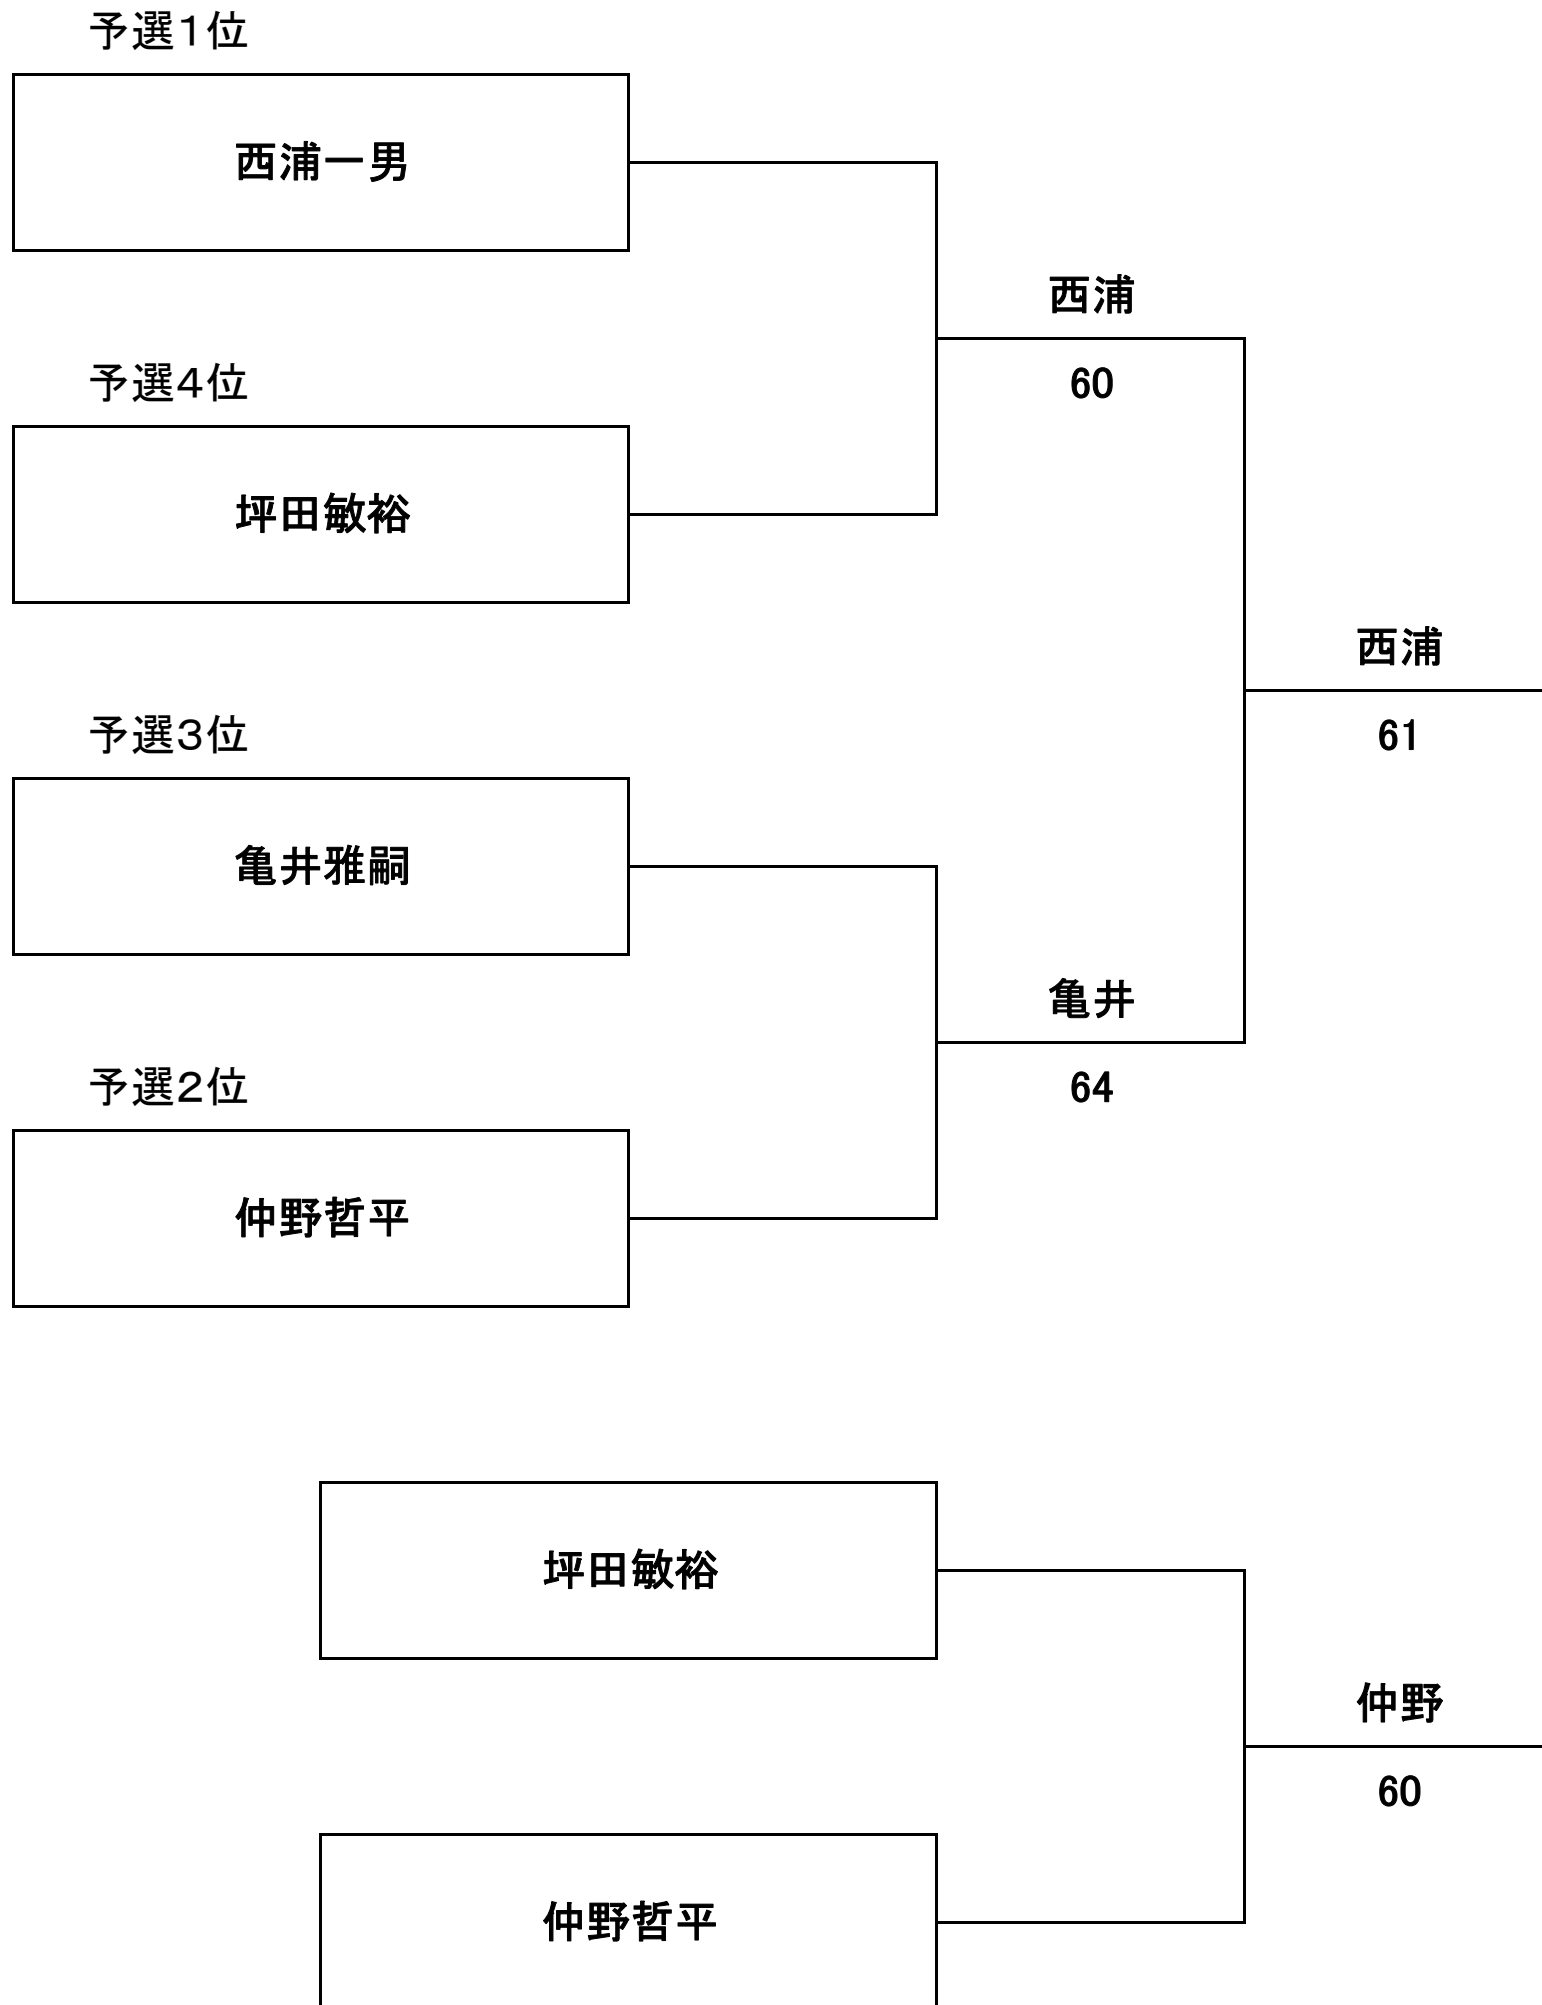 予選1位
西浦一男
西浦
60
予選4位
坪田敏裕
西浦
61
予選3位
亀井雅嗣
亀井
64
予選2位
仲野哲平
坪田敏裕
仲野
60
仲野哲平